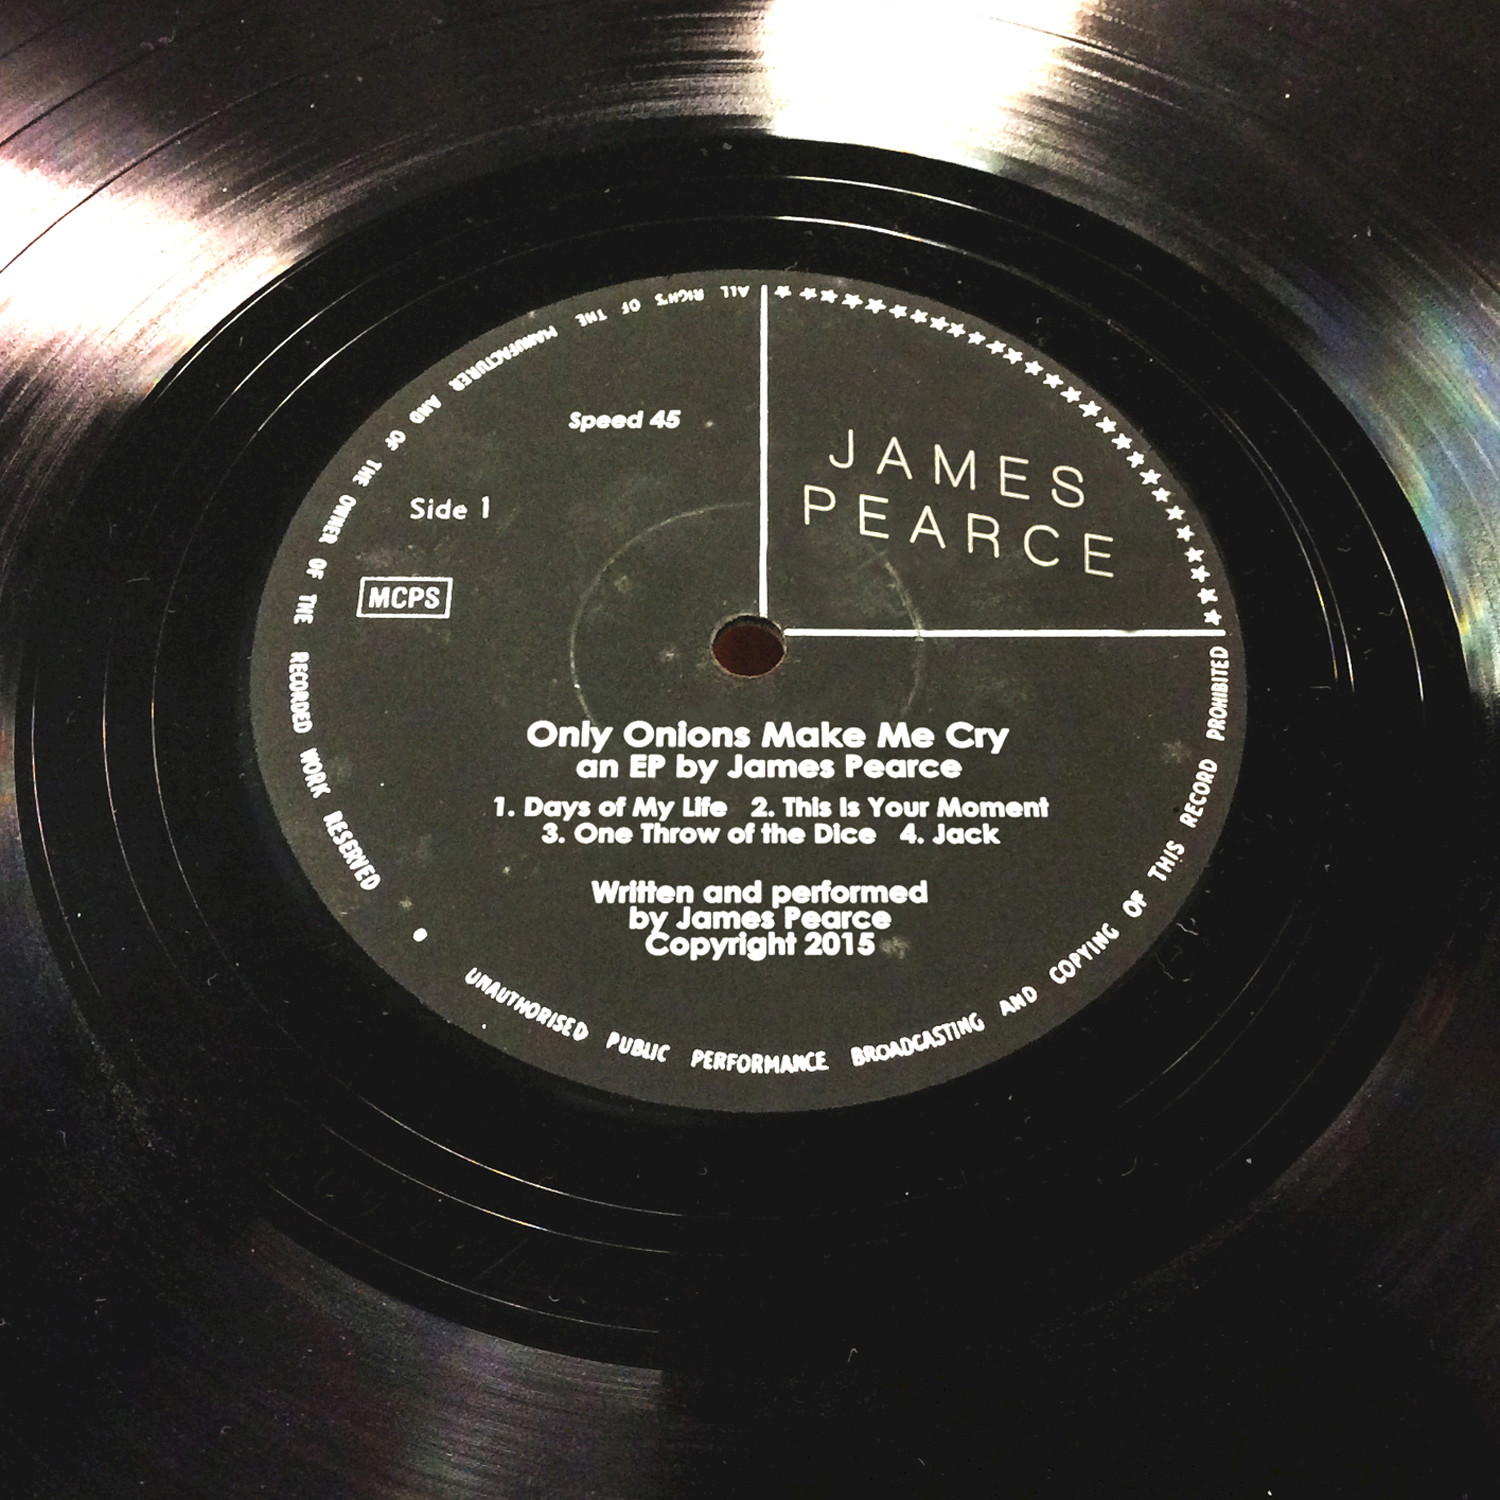 JAMES
PEARCE
Speed 45
Side 1
MCPS
Only Onions Make Me Cry
an EP by James Pearce
1. Days of My Life 2. This Is Your Moment
3. One Throw of the Dice 4. Jack
Written and performed
by James Pearce
Copyright 2015
ALL RIGHTS OF THE MANUFACTURER AND OF THE OWNER OF THE RECORDED WORK RESERVED
UNAUTHORISED PUBLIC PERFORMANCE BROADCASTING AND COPYING OF THIS RECORD PROHIBITED